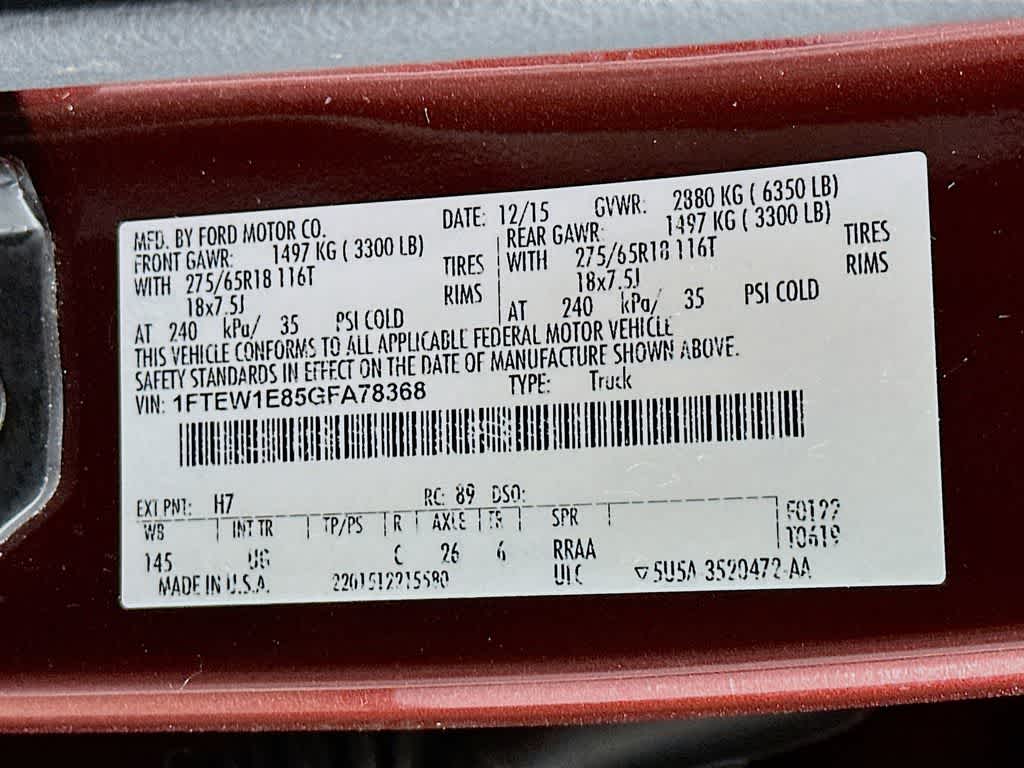 MFD. BY FORD MOTOR CO. DATE: 12/15 GVWR: 2880 KG ( 6350 LB)
FRONT GAWR: 1497 KG ( 3300 LB) REAR GAWR: 1497 KG ( 3300 LB)
WITH 275/65R18 116T TIRES WITH 275/65R18 116T TIRES
18x7.5J RIMS 18x7.5J RIMS
AT 240 kPa/ 35 PSI COLD AT 240 kPa/ 35 PSI COLD
THIS VEHICLE CONFORMS TO ALL APPLICABLE FEDERAL MOTOR VEHICLE
SAFETY STANDARDS IN EFFECT ON THE DATE OF MANUFACTURE SHOWN ABOVE.
VIN: 1FTEW1E85GFA78368 TYPE: Truck
EXT PNT: H7 RC: 89 DSO:
WB INT TR TP/PS R AXLE TR SPR
145 UG C 26 6 RRAA
MADE IN U.S.A. 2201512215580 5U5A-3520472-AA